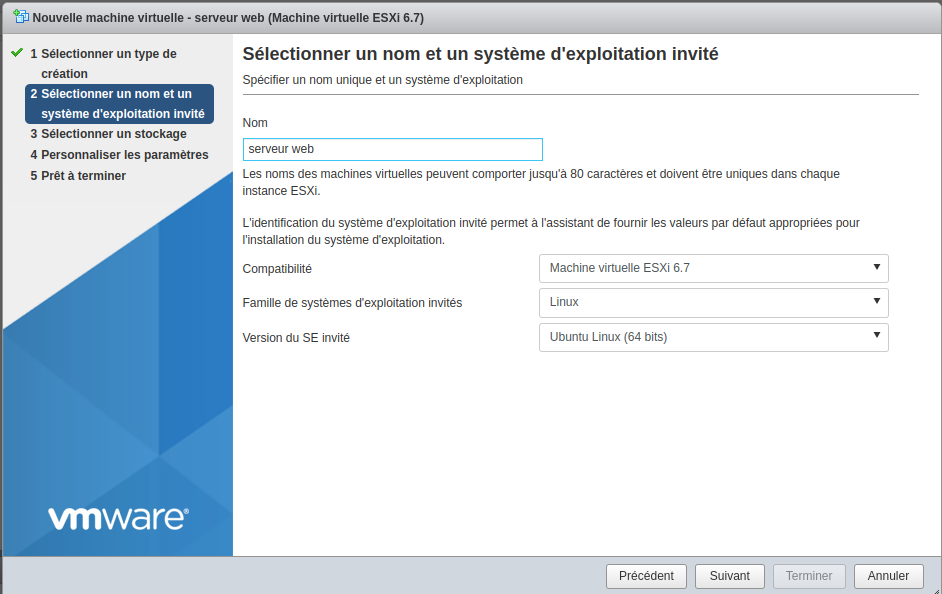 Nouvelle machine virtuelle - serveur web (Machine virtuelle ESXi 6.7)
1 Sélectionner un type de
création
2 Sélectionner un nom et un
système d'exploitation invité
3 Sélectionner un stockage
4 Personnaliser les paramètres
5 Prêt à terminer
vmware®
Sélectionner un nom et un système d'exploitation invité
Spécifier un nom unique et un système d'exploitation
Nom
serveur web
Les noms des machines virtuelles peuvent comporter jusqu'à 80 caractères et doivent être uniques dans chaque
instance ESXi.
L'identification du système d'exploitation invité permet à l'assistant de fournir les valeurs par défaut appropriées pour
l'installation du système d'exploitation.
Compatibilité
Machine virtuelle ESXi 6.7
Famille de systèmes d'exploitation invités
Linux
Version du SE invité
Ubuntu Linux (64 bits)
Précédent
Suivant
Terminer
Annuler